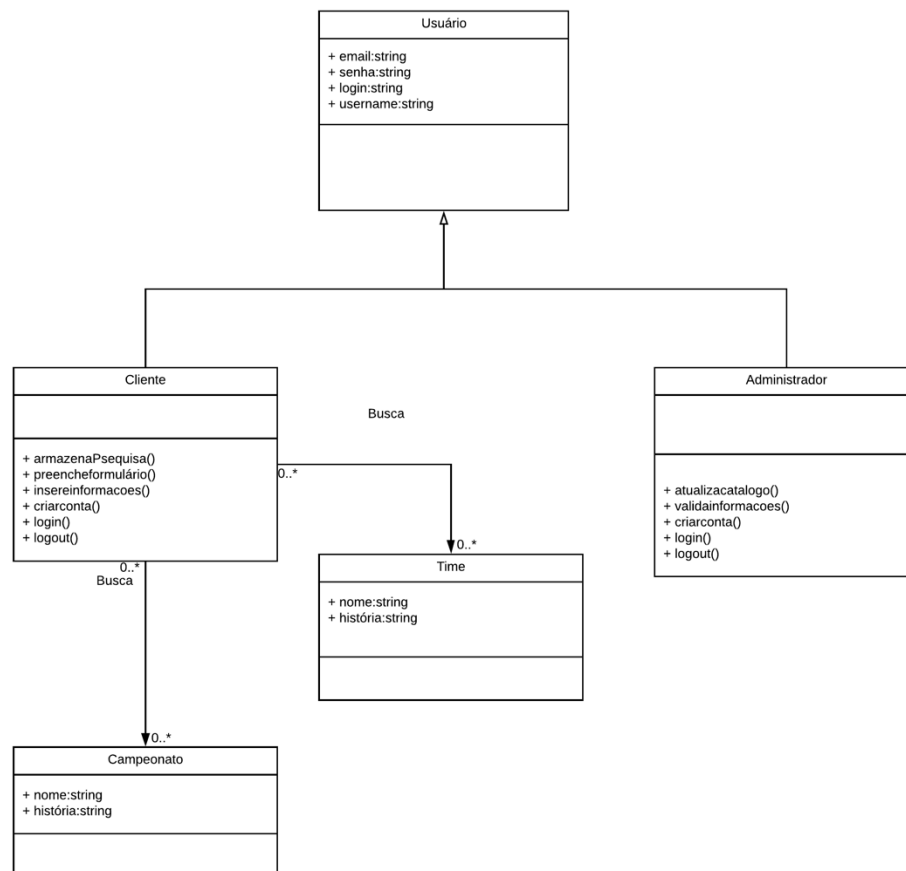 Usuário
+ email:string
+ senha:string
+ login:string
+ username:string
Cliente
+ armazenaPsequisa()
+ preencheformulário()
+ insereinformacoes()
+ criarconta()
+ login()
+ logout()
Busca
0..*
0..*
Administrador
+ atualizacatalogo()
+ validainformacoes()
+ criarconta()
+ login()
+ logout()
Time
+ nome:string
+ história:string
0..*
Busca
0..*
Campeonato
+ nome:string
+ história:string